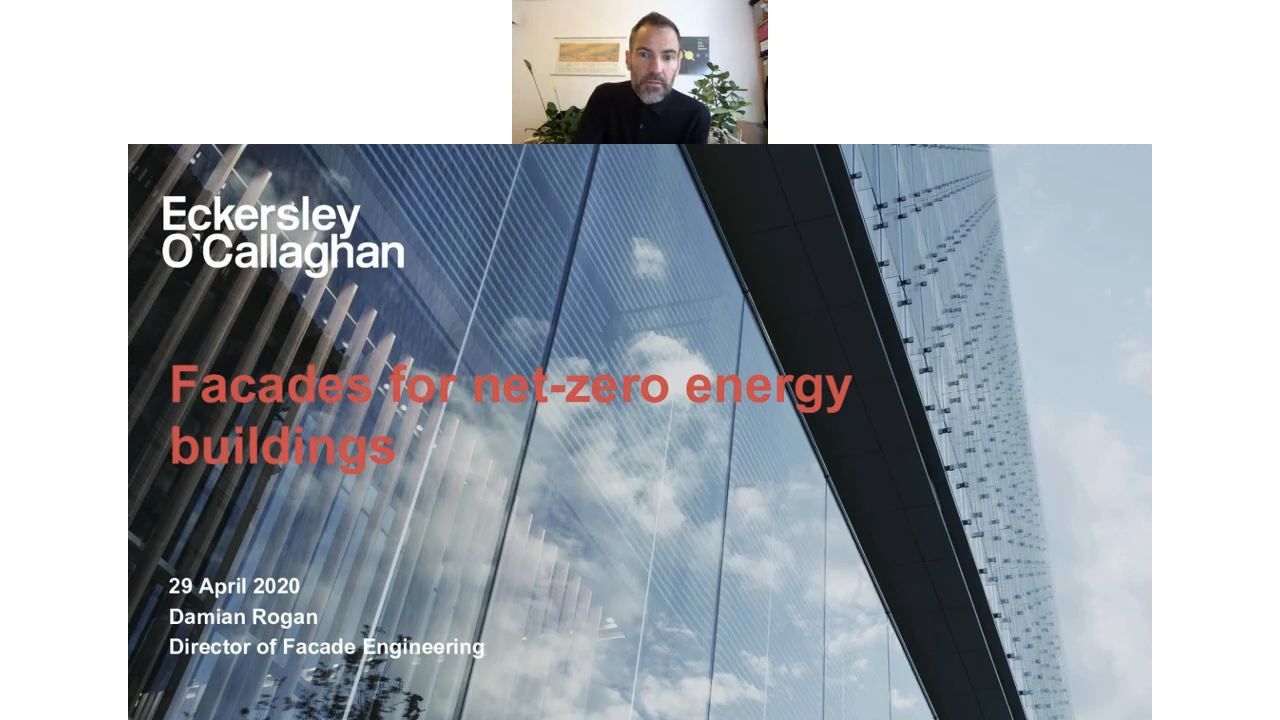 Eckersley
O'Callaghan
Facades for net-zero energy
buildings
29 April 2020
Damian Rogan
Director of Facade Engineering